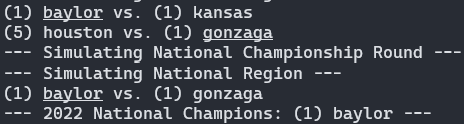 (1) baylor vs. (1) kansas
(5) houston vs. (1) gonzaga
--- Simulating National Championship Round ---
--- Simulating National Region ---
(1) baylor vs. (1) gonzaga
--- 2022 National Champions: (1) baylor ---